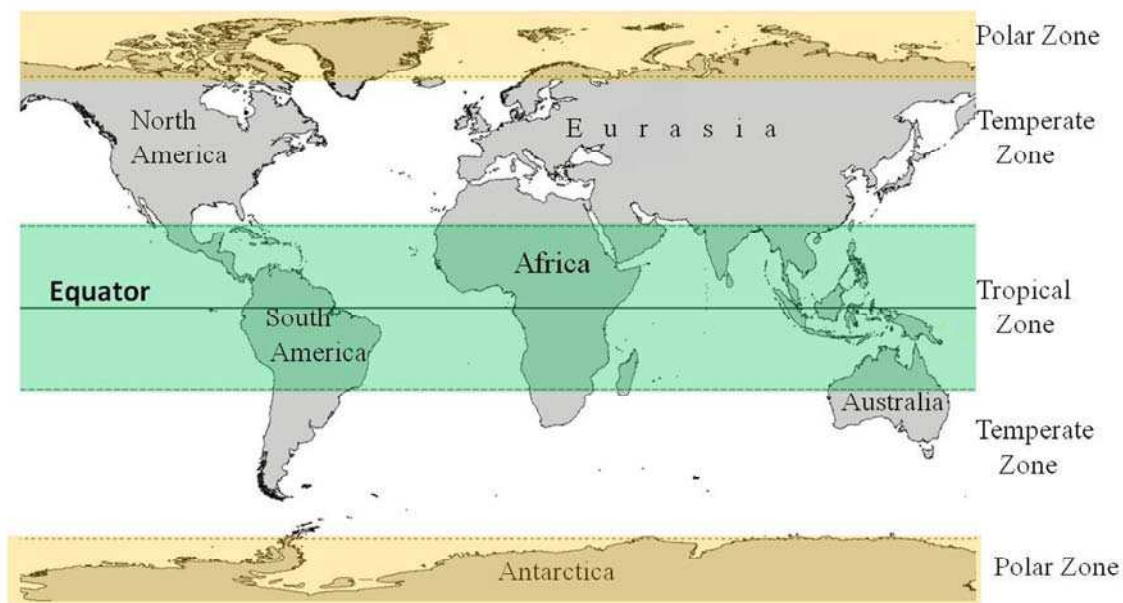 Polar Zone
North
America
E u r a s i a
Temperate
Zone
Africa
Equator
Tropical
Zone
South
America
Australia
Temperate
Zone
Antarctica
Polar Zone